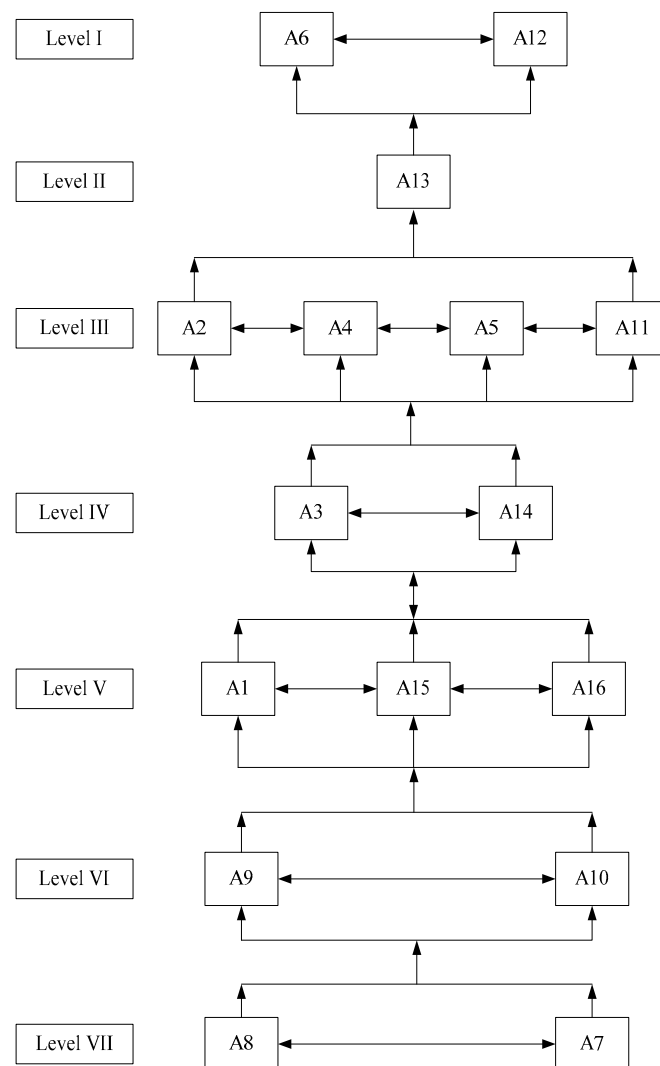 Level I
A6
A12
Level II
A13
Level III
A2
A4
A5
A11
Level IV
A3
A14
Level V
A1
A15
A16
Level VI
A9
A10
Level VII
A8
A7